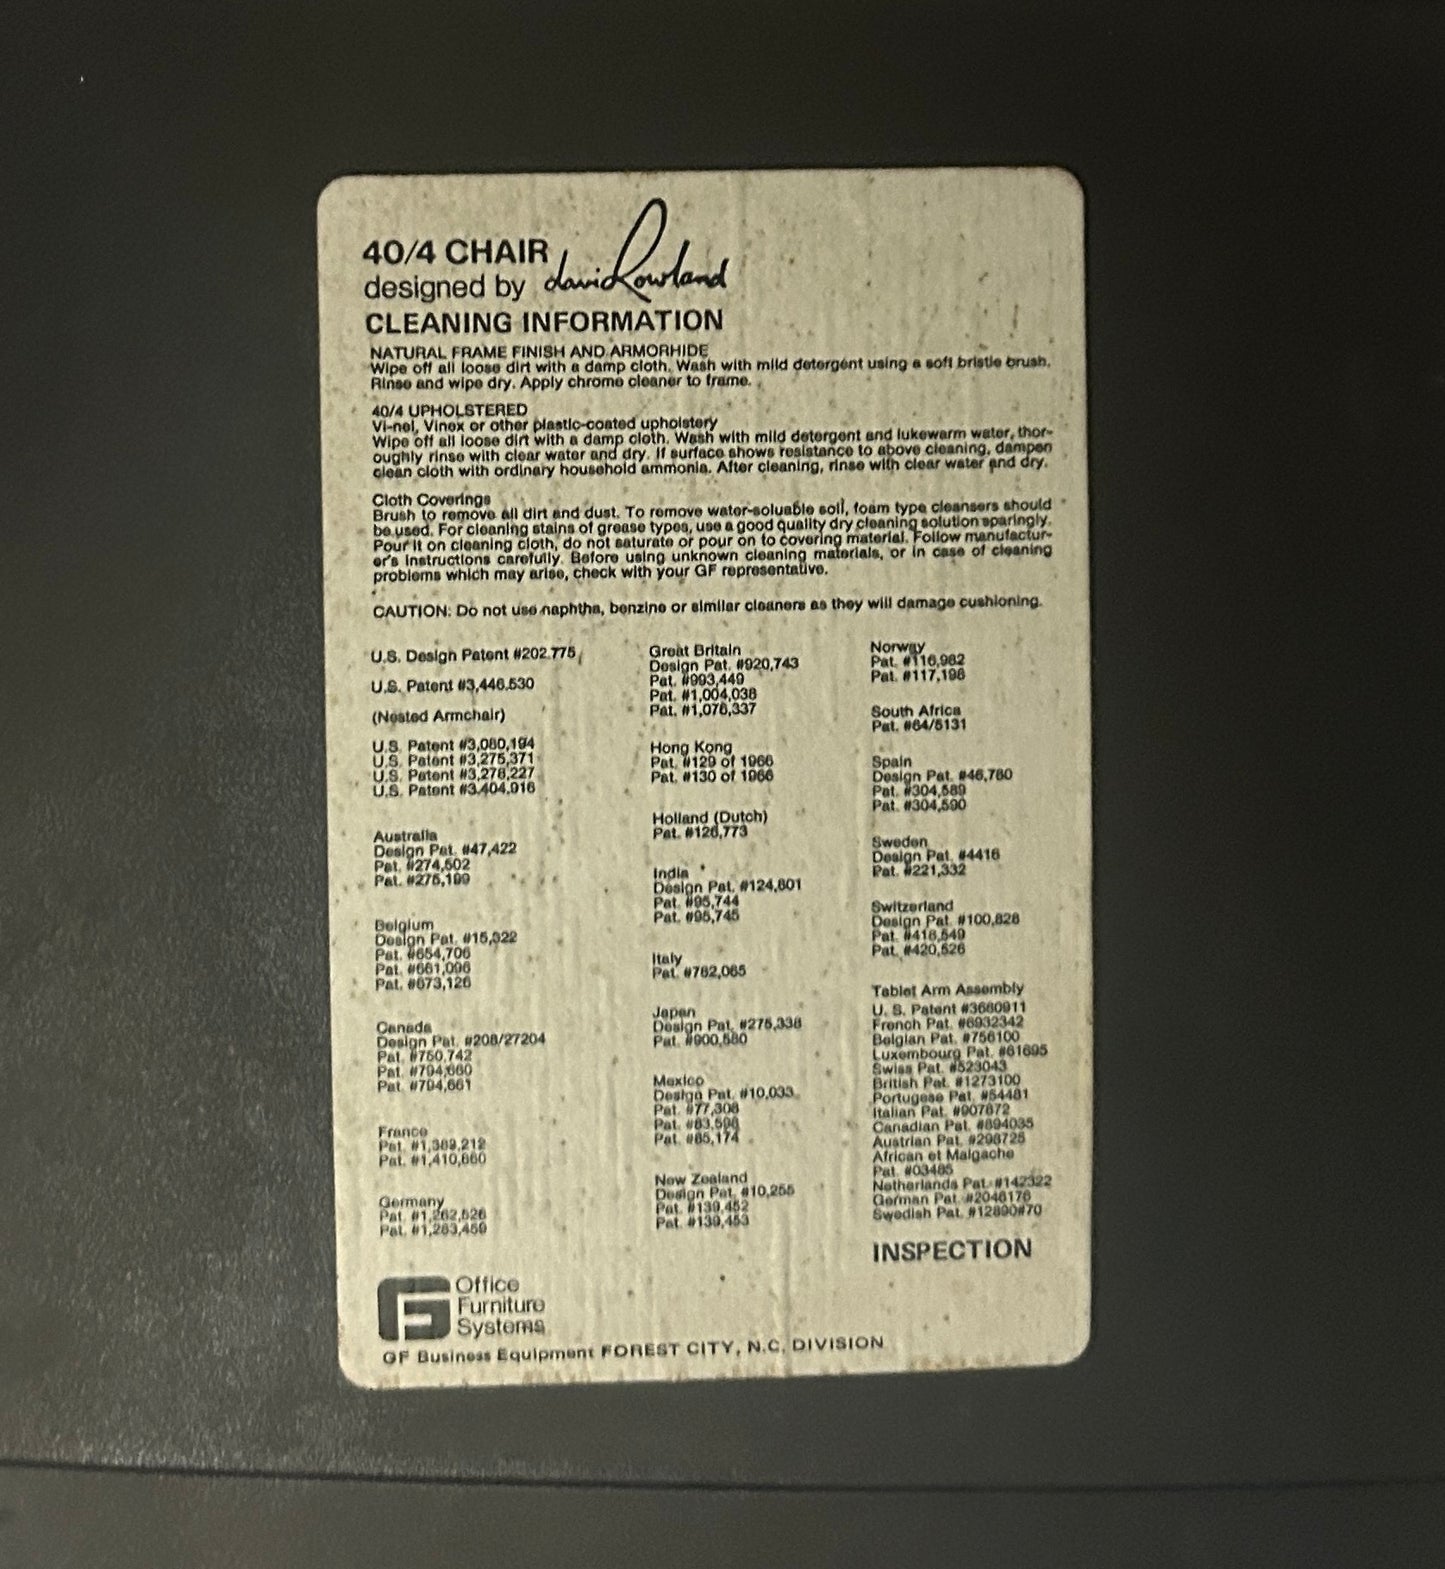 40/4 CHAIR
designed by david Rowland
CLEANING INFORMATION
NATURAL FRAME FINISH AND ARMORHIDE
Wipe off all loose dirt with a damp cloth. Wash with mild detergent using a soft bristle brush.
Rinse and wipe dry. Apply chrome cleaner to frame.
40/4 UPHOLSTERED
Vi-nel, Vinex or other plastic-coated upholstery
Wipe off all loose dirt with a damp cloth. Wash with mild detergent and lukewarm water, thor-
oughly rinse with clear water and dry. If surface shows resistance to above cleaning, dampen
clean cloth with ordinary household ammonia. After cleaning, rinse with clear water and dry.
Cloth Coverings
Brush to remove all dirt and dust. To remove water-soluable soil, foam type cleansers should
be used. For cleaning stains of grease types, use a good quality dry cleaning solution sparingly.
Pour it on cleaning cloth, do not saturate or pour on to covering material. Follow manufactur-
er's instructions carefully. Before using unknown cleaning materials, or in case of cleaning
problems which may arise, check with your GF representative.
CAUTION: Do not use naphtha, benzine or similar cleaners as they will damage cushioning.
U.S. Design Patent #202.775
U.S. Patent #3,446.530
(Nested Armchair)
U.S. Patent #3,080,194
U.S. Patent #3,275,371
U.S. Patent #3,278,227
U.S. Patent #3.404.916
Australia
Design Pat. #47,422
Pat. #274,502
Pat. #275,199
Belgium
Design Pat. #15,322
Pat. #654,706
Pat. #661,096
Pat. #673,126
Canada
Design Pat. #208/27204
Pat. #750,742
Pat. #794,660
Pat. #794,661
France
Pat. #1,389,212
Pat. #1,410,660
Germany
Pat. #1,262,526
Pat. #1,283,459
Great Britain
Design Pat. #920,743
Pat. #993,449
Pat. #1,004,038
Pat. #1,076,337
Hong Kong
Pat. #129 of 1966
Pat. #130 of 1966
Holland (Dutch)
Pat. #126,773
India
Design Pat. #124,801
Pat. #95,744
Pat. #95,745
Italy
Pat. #762,065
Japan
Design Pat. #275,338
Pat. #900,580
Mexico
Design Pat. #10,033
Pat. #77,308
Pat. #83,598
Pat. #85,174
New Zealand
Design Pat. #10,255
Pat. #139,452
Pat. #139,453
Norway
Pat. #116,982
Pat. #117,198
South Africa
Pat. #64/5131
Spain
Design Pat. #46,780
Pat. #304,589
Pat. #304,590
Sweden
Design Pat. #4416
Pat. #221,332
Switzerland
Design Pat. #100,828
Pat. #418,549
Pat. #420,526
Tablet Arm Assembly
U. S. Patent #3680911
French Pat. #6932342
Belgian Pat. #756100
Luxembourg Pat. #61695
Swiss Pat. #523043
British Pat. #1273100
Portugese Pat. #54481
Italian Pat. #907872
Canadian Pat. #894035
Austrian Pat. #298725
African et Malgache
Pat. #03485
Netherlands Pat. #142322
German Pat. #2046176
Swedish Pat. #12890#70
INSPECTION
GF Office
Furniture
Systems
GF Business Equipment FOREST CITY, N.C. DIVISION